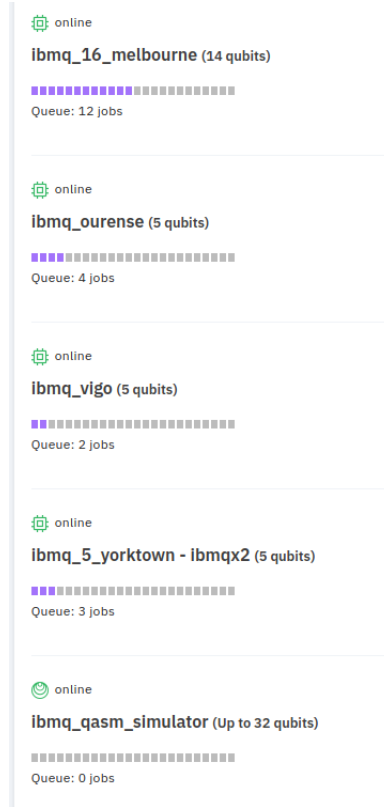 online
ibmq_16_melbourne (14 qubits)
Queue: 12 jobs
online
ibmq_ourense (5 qubits)
Queue: 4 jobs
online
ibmq_vigo (5 qubits)
Queue: 2 jobs
online
ibmq_5_yorktown - ibmqx2 (5 qubits)
Queue: 3 jobs
online
ibmq_qasm_simulator (Up to 32 qubits)
Queue: 0 jobs